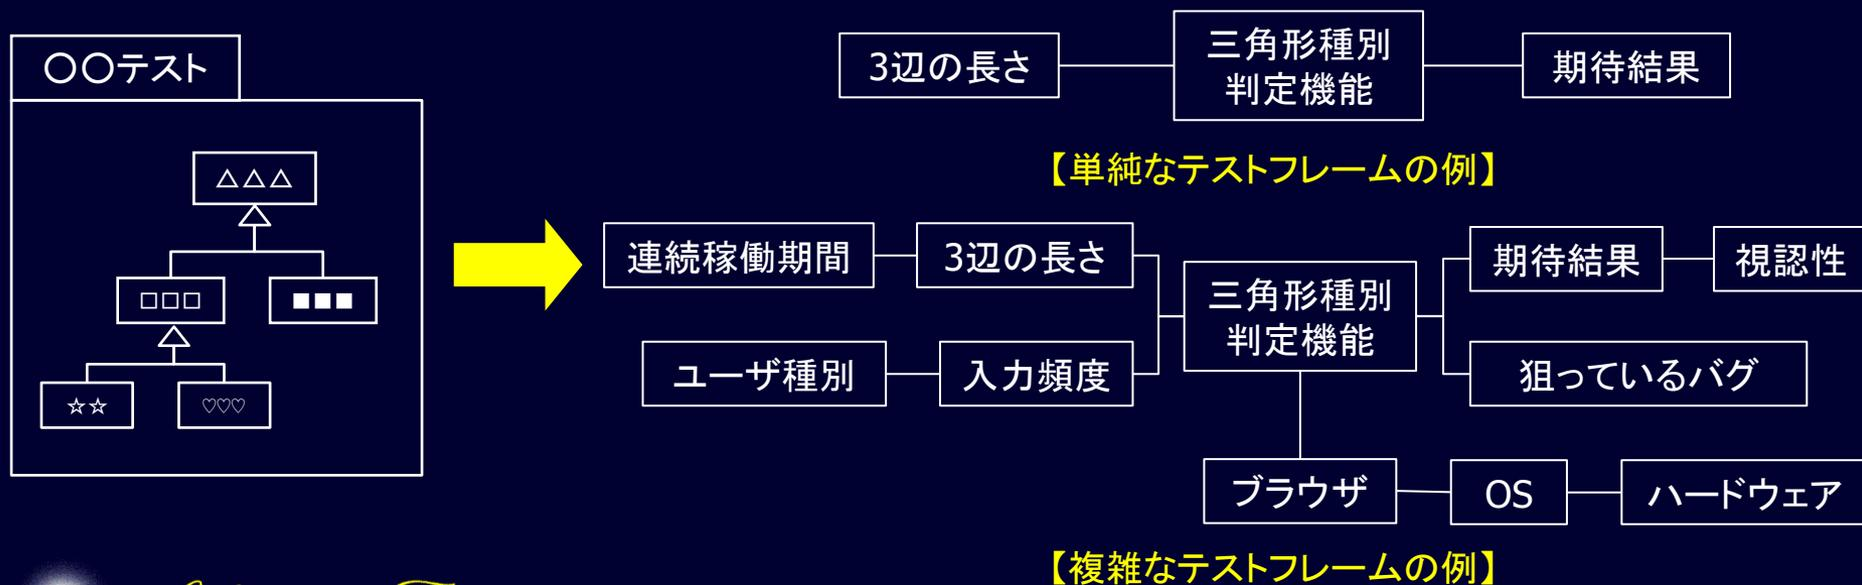 〇〇テスト
△△△
□□□
■■■
☆☆
♡♡♡
3辺の長さ
三角形種別
判定機能
期待結果
【単純なテストフレームの例】
連続稼働期間
3辺の長さ
ユーザ種別
入力頻度
三角形種別
判定機能
期待結果
視認性
狙っているバグ
ブラウザ
OS
ハードウェア
【複雑なテストフレームの例】